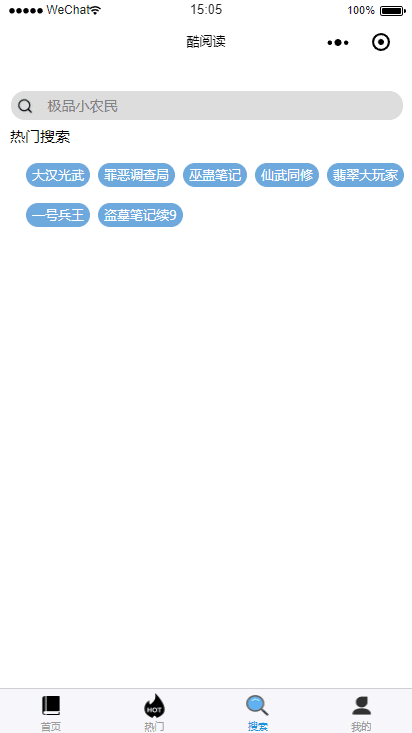 WeChat 15:05 100%
酷阅读
极品小农民
热门搜索
大汉光武 罪恶调查局 巫蛊笔记 仙武同修 翡翠大玩家
一号兵王 盗墓笔记续9
HOT
首页 热门 搜索 我的